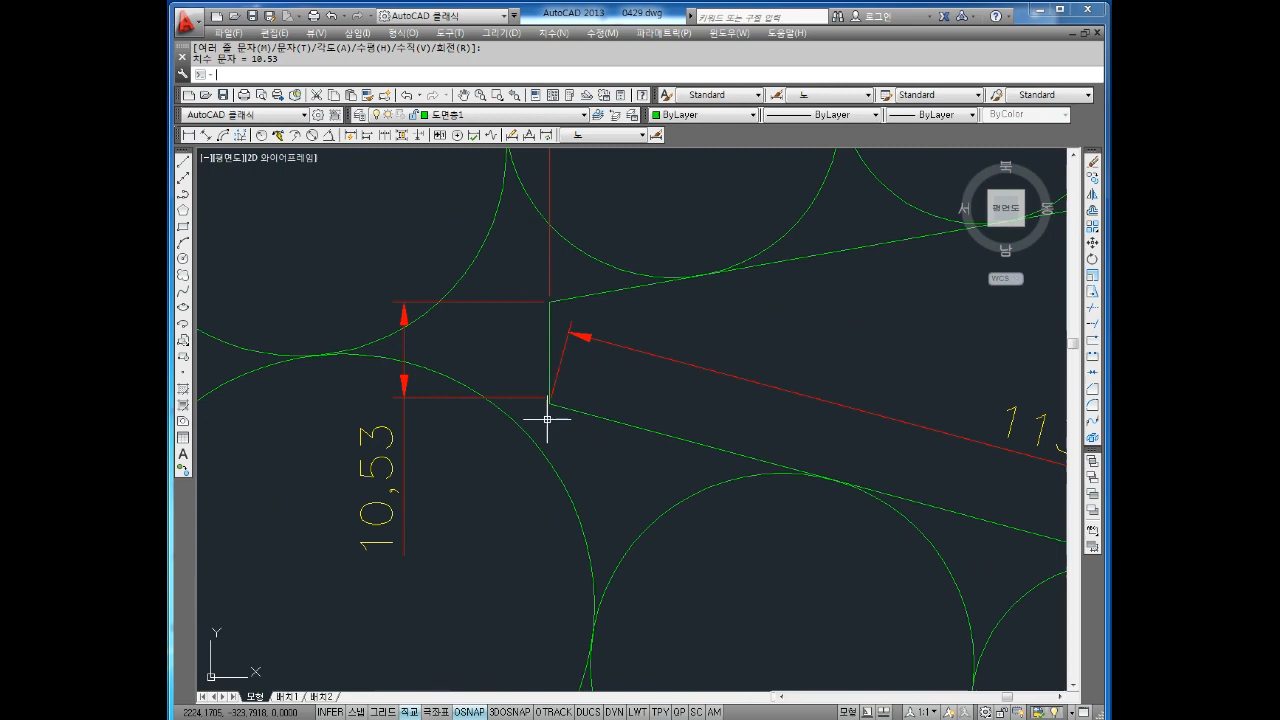 AutoCAD 클래식
AutoCAD 2013 0429.dwg
키워드 또는 구 입력
로그인
파일(F) 편집(E) 뷰(V) 삽입(I) 형식(O) 도구(T) 그리기(D) 치수(N) 수정(M) 파라메트릭(P) 윈도우(W) 도움말(H)
[여러 줄 문자(M)/문자(T)/각도(A)/수평(H)/수직(V)/회전(R)]:
치수 문자 = 10.53
Standard 노 Standard Standard
AutoCAD 클래식 도면층1 ByLayer ByLayer ByLayer ByColor
노
[-][평면도][2D 와이어프레임]
북
서 평면도 동
남
WCS
10,53
Y
X
모형 배치1 배치2
2224.1705, -323.7918, 0.0000 INFER 스냅 그리드 직교 극좌표 OSNAP 3DOSNAP OTRACK DUCS DYN LWT TPY QP SC AM 모형 1:1